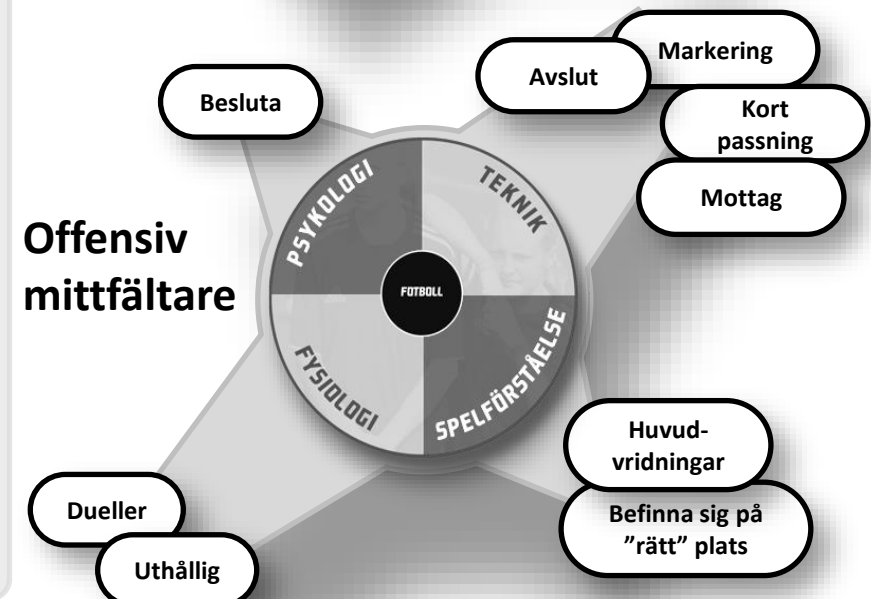 Markering
Avslut
Besluta
Kort
passning
Mottag
PSYKOLOGI
TEKNIK
Offensiv
mittfältare
FOTBOLL
FYSIOLOGI
SPELFÖRSTÅELSE
Huvud-
vridningar
Dueller
Befinna sig på
”rätt” plats
Uthållig